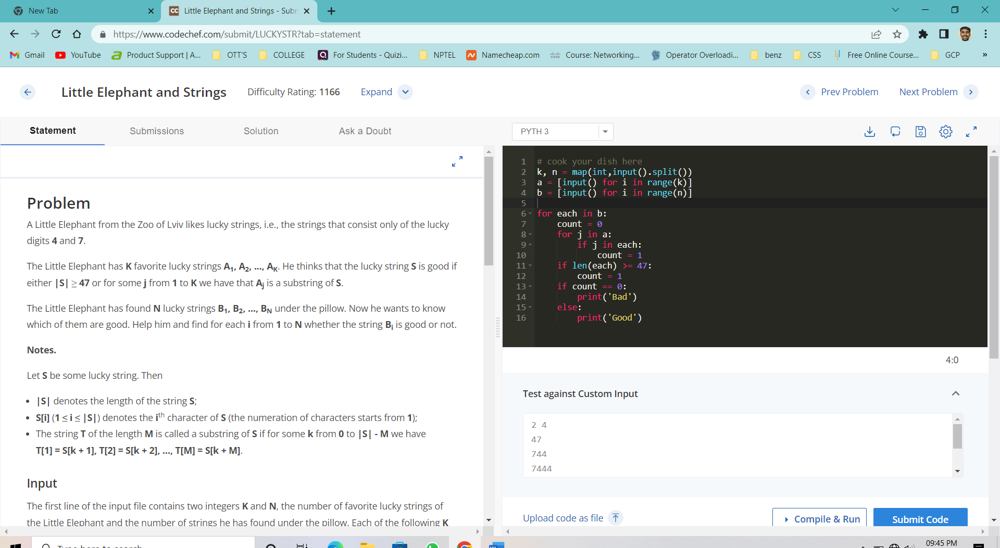 New Tab
Little Elephant and Strings - Subm
https://www.codechef.com/submit/LUCKYSTR?tab=statement
Gmail YouTube Product Support | A... OTT'S COLLEGE For Students - Quizi... NPTEL Namecheap.com Course: Networking... Operator Overloadi... benz CSS Free Online Course... GCP »
Little Elephant and Strings Difficulty Rating: 1166 Expand Prev Problem Next Problem
Statement Submissions Solution Ask a Doubt
Problem
A Little Elephant from the Zoo of Lviv likes lucky strings, i.e., the strings that consist only of the lucky
digits 4 and 7.
The Little Elephant has K favorite lucky strings A1, A2, ..., AK. He thinks that the lucky string S is good if
either |S| ≥ 47 or for some j from 1 to K we have that Aj is a substring of S.
The Little Elephant has found N lucky strings B1, B2, ..., BN under the pillow. Now he wants to know
which of them are good. Help him and find for each i from 1 to N whether the string Bi is good or not.
Notes.
Let S be some lucky string. Then
• |S| denotes the length of the string S;
• S[i] (1 ≤ i ≤ |S|) denotes the ith character of S (the numeration of characters starts from 1);
• The string T of the length M is called a substring of S if for some k from 0 to |S| - M we have
T[1] = S[k + 1], T[2] = S[k + 2], ..., T[M] = S[k + M].
Input
The first line of the input file contains two integers K and N, the number of favorite lucky strings of
the Little Elephant and the number of strings he has found under the pillow. Each of the following K
PYTH 3
1 # cook your dish here
2 k, n = map(int,input().split())
3 a = [input() for i in range(k)]
4 b = [input() for i in range(n)]
5
6 for each in b:
7 count = 0
8 for j in a:
9 if j in each:
10 count = 1
11 if len(each) >= 47:
12 count = 1
13 if count == 0:
14 print('Bad')
15 else:
16 print('Good')
4:0
Test against Custom Input
2 4
47
744
7444
Upload code as file Compile & Run Submit Code
Type here to search
09:45 PM